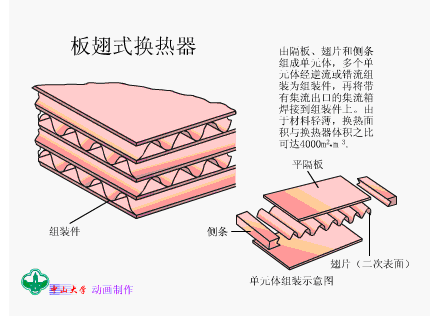 板翅式换热器
由隔板、翅片和侧条
组成单元体，多个单
元体经逆流或错流组
装为组装件，再将带
有集流出口的集流箱
焊接到组装件上。由
于材料轻薄，换热面
积与换热器体积之比
可达4000m²·m³.
平隔板
组装件
侧条
翅片（二次表面）
单元体组装示意图
中山大学 动画制作